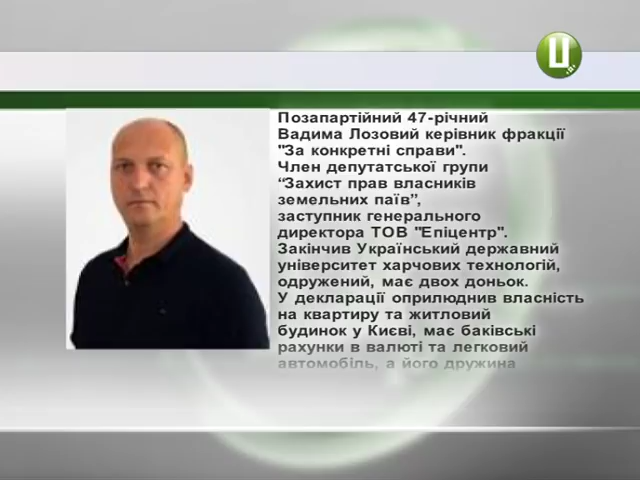 Ц
Позапартійний 47-річний
Вадима Лозовий керівник фракції
"За конкретні справи".
Член депутатської групи
“Захист прав власників
земельних паїв”,
заступник генерального
директора ТОВ "Епіцентр".
Закінчив Український державний
університет харчових технологій,
одружений, має двох доньок.
У декларації оприлюднив власність
на квартиру та житловий
будинок у Києві, має баківські
рахунки в валюті та легковий
автомобіль, а його дружина